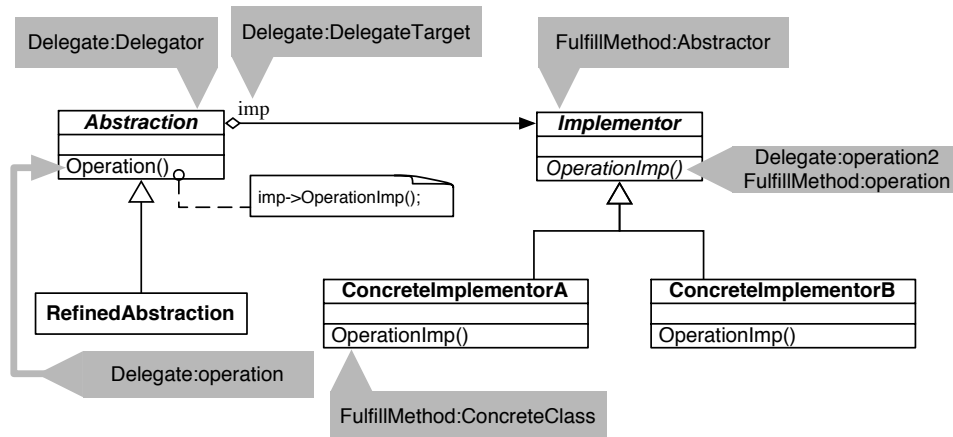 Delegate:Delegator
Delegate:DelegateTarget
FulfillMethod:Abstractor
imp
Abstraction
Implementor
Operation()
OperationImp()
Delegate:operation2
FulfillMethod:operation
imp->OperationImp();
ConcreteImplementorA
ConcreteImplementorB
RefinedAbstraction
OperationImp()
OperationImp()
Delegate:operation
FulfillMethod:ConcreteClass